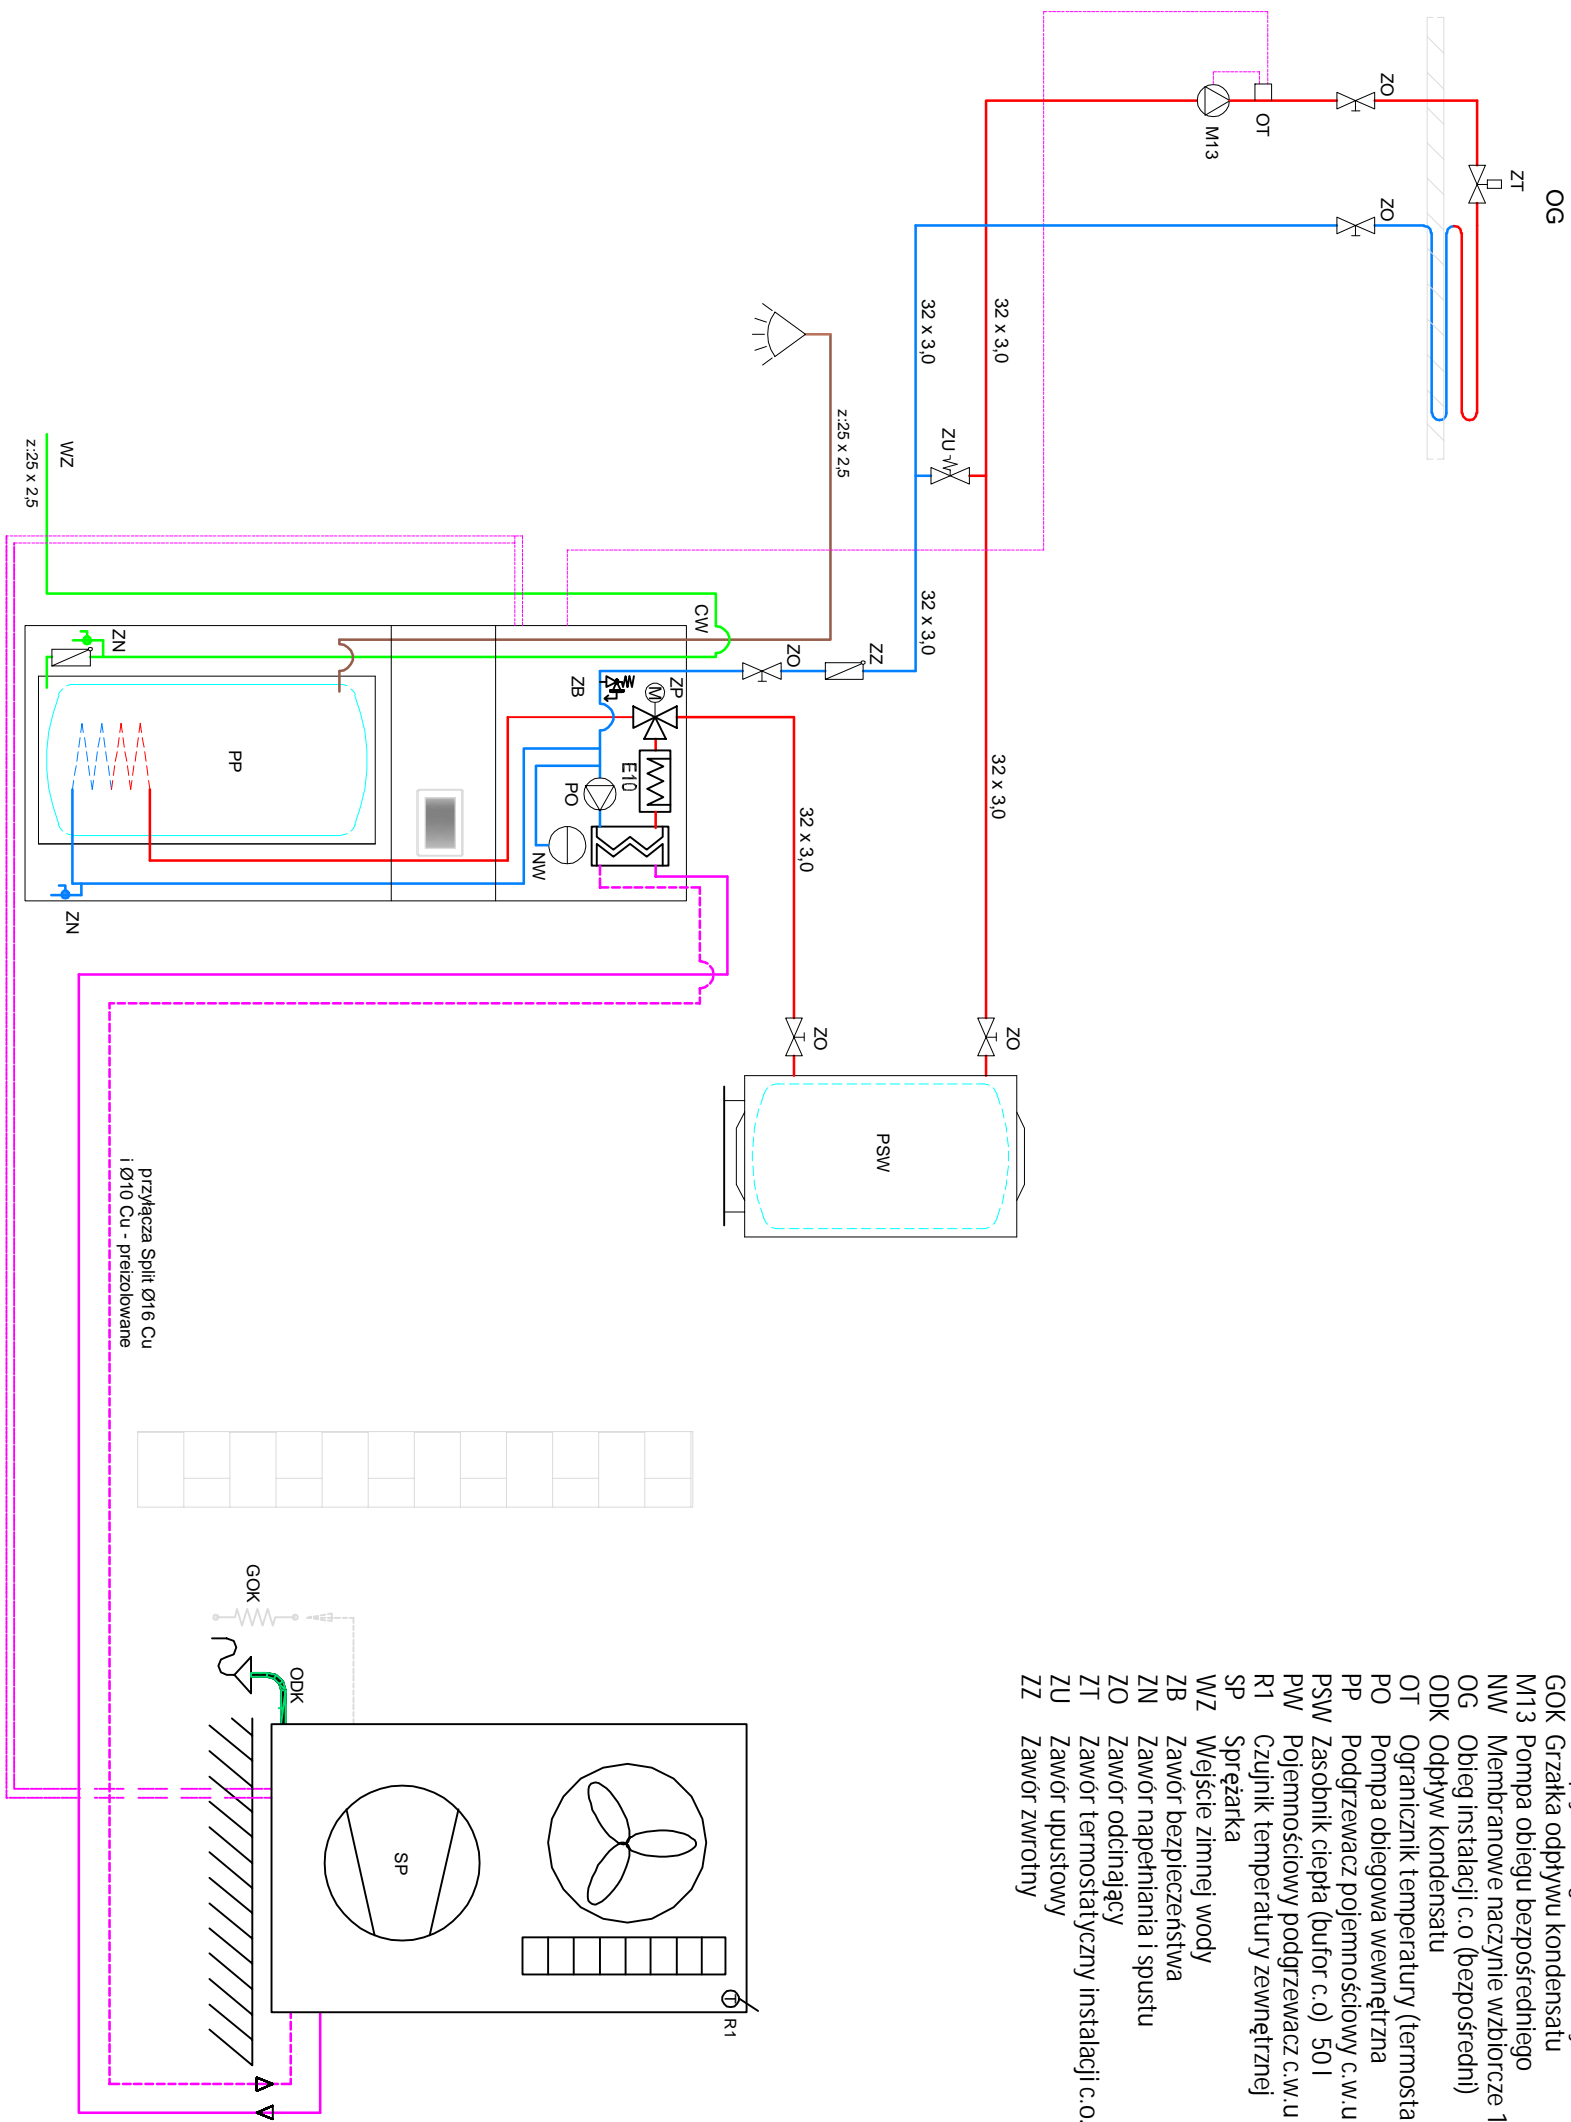 OG
ZO
ZT
OT
M13
ZO
32 x 3,0
32 x 3,0
ZU
z:25 x 2,5
WZ
z:25 x 2,5
32 x 3,0
ZZ
ZO
CW
ZN
ZP
M
ZB
E10
PO
NW
PP
ZN
32 x 3,0
32 x 3,0
ZO
ZO
PSW
przyłącza Split Ø16 Cu
i Ø10 Cu - preizolowane
GOK
ODK
SP
T
R1
GOK Grzałka odpływu kondensatu
M13 Pompa obiegu bezpośredniego
NW Membranowe naczynie wzbiorcze 1
OG Obieg instalacji c.o (bezpośredni)
ODK Odpływ kondensatu
OT Ogranicznik temperatury (termosta
PO Pompa obiegowa wewnętrzna
PP Podgrzewacz pojemnościowy c.w.u
PSW Zasobnik ciepła (bufor c.o) 50 l
PW Pojemnościowy podgrzewacz c.w.u
R1 Czujnik temperatury zewnętrznej
SP Sprężarka
WZ Wejście zimnej wody
ZB Zawór bezpieczeństwa
ZN Zawór napełniania i spustu
ZO Zawór odcinający
ZT Zawór termostatyczny instalacji c.o.
ZU Zawór upustowy
ZZ Zawór zwrotny